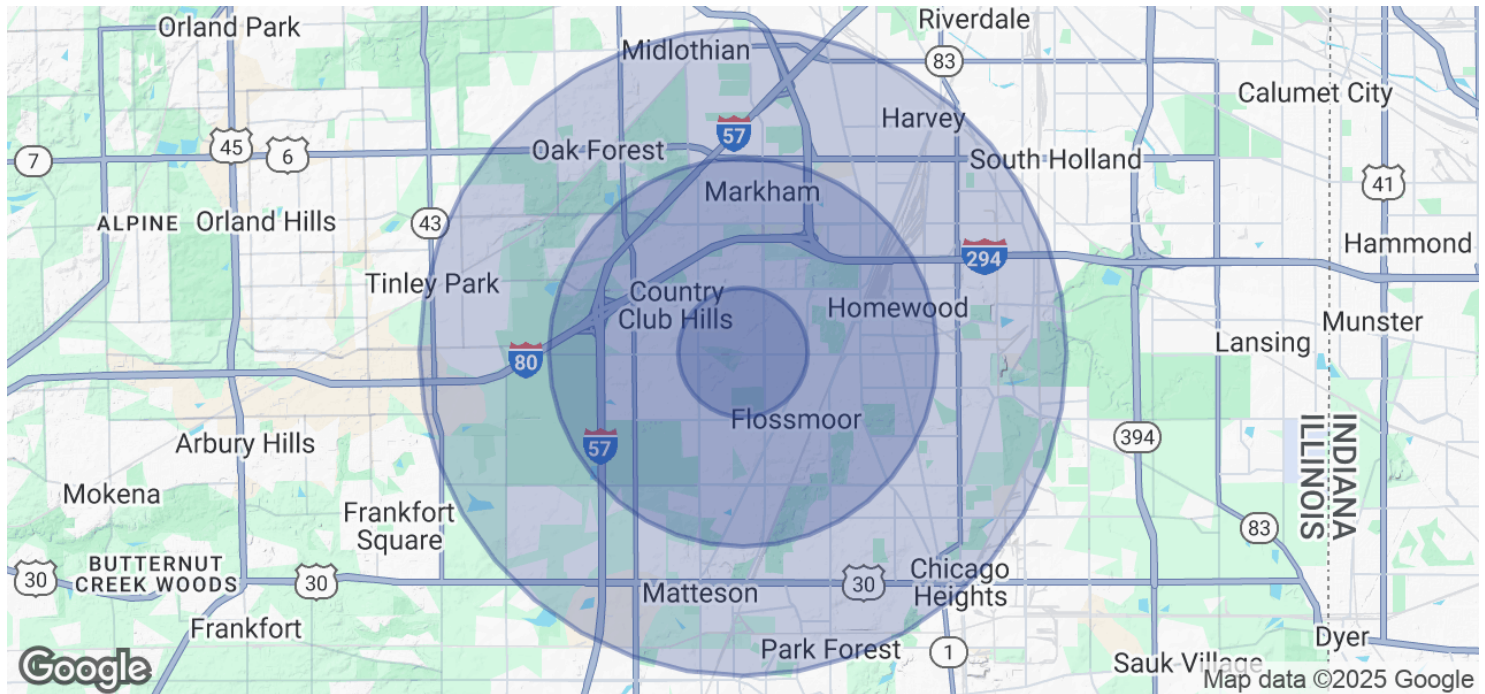 Orland Park
Riverdale
Midlothian
83
Calumet City
Harvey
57
45
6
7
Oak Forest
South Holland
41
Markham
ALPINE
Orland Hills
43
Hammond
294
Tinley Park
Country
Club Hills
Homewood
Munster
80
Lansing
Flossmoor
394
INDIANA
ILLINOIS
57
Arbury Hills
Mokena
Frankfort
Square
83
BUTTERNUT
CREEK WOODS
30
30
30
Chicago
Heights
Matteson
Frankfort
Dyer
Park Forest
1
Sauk Village
Google
Map data ©2025 Google